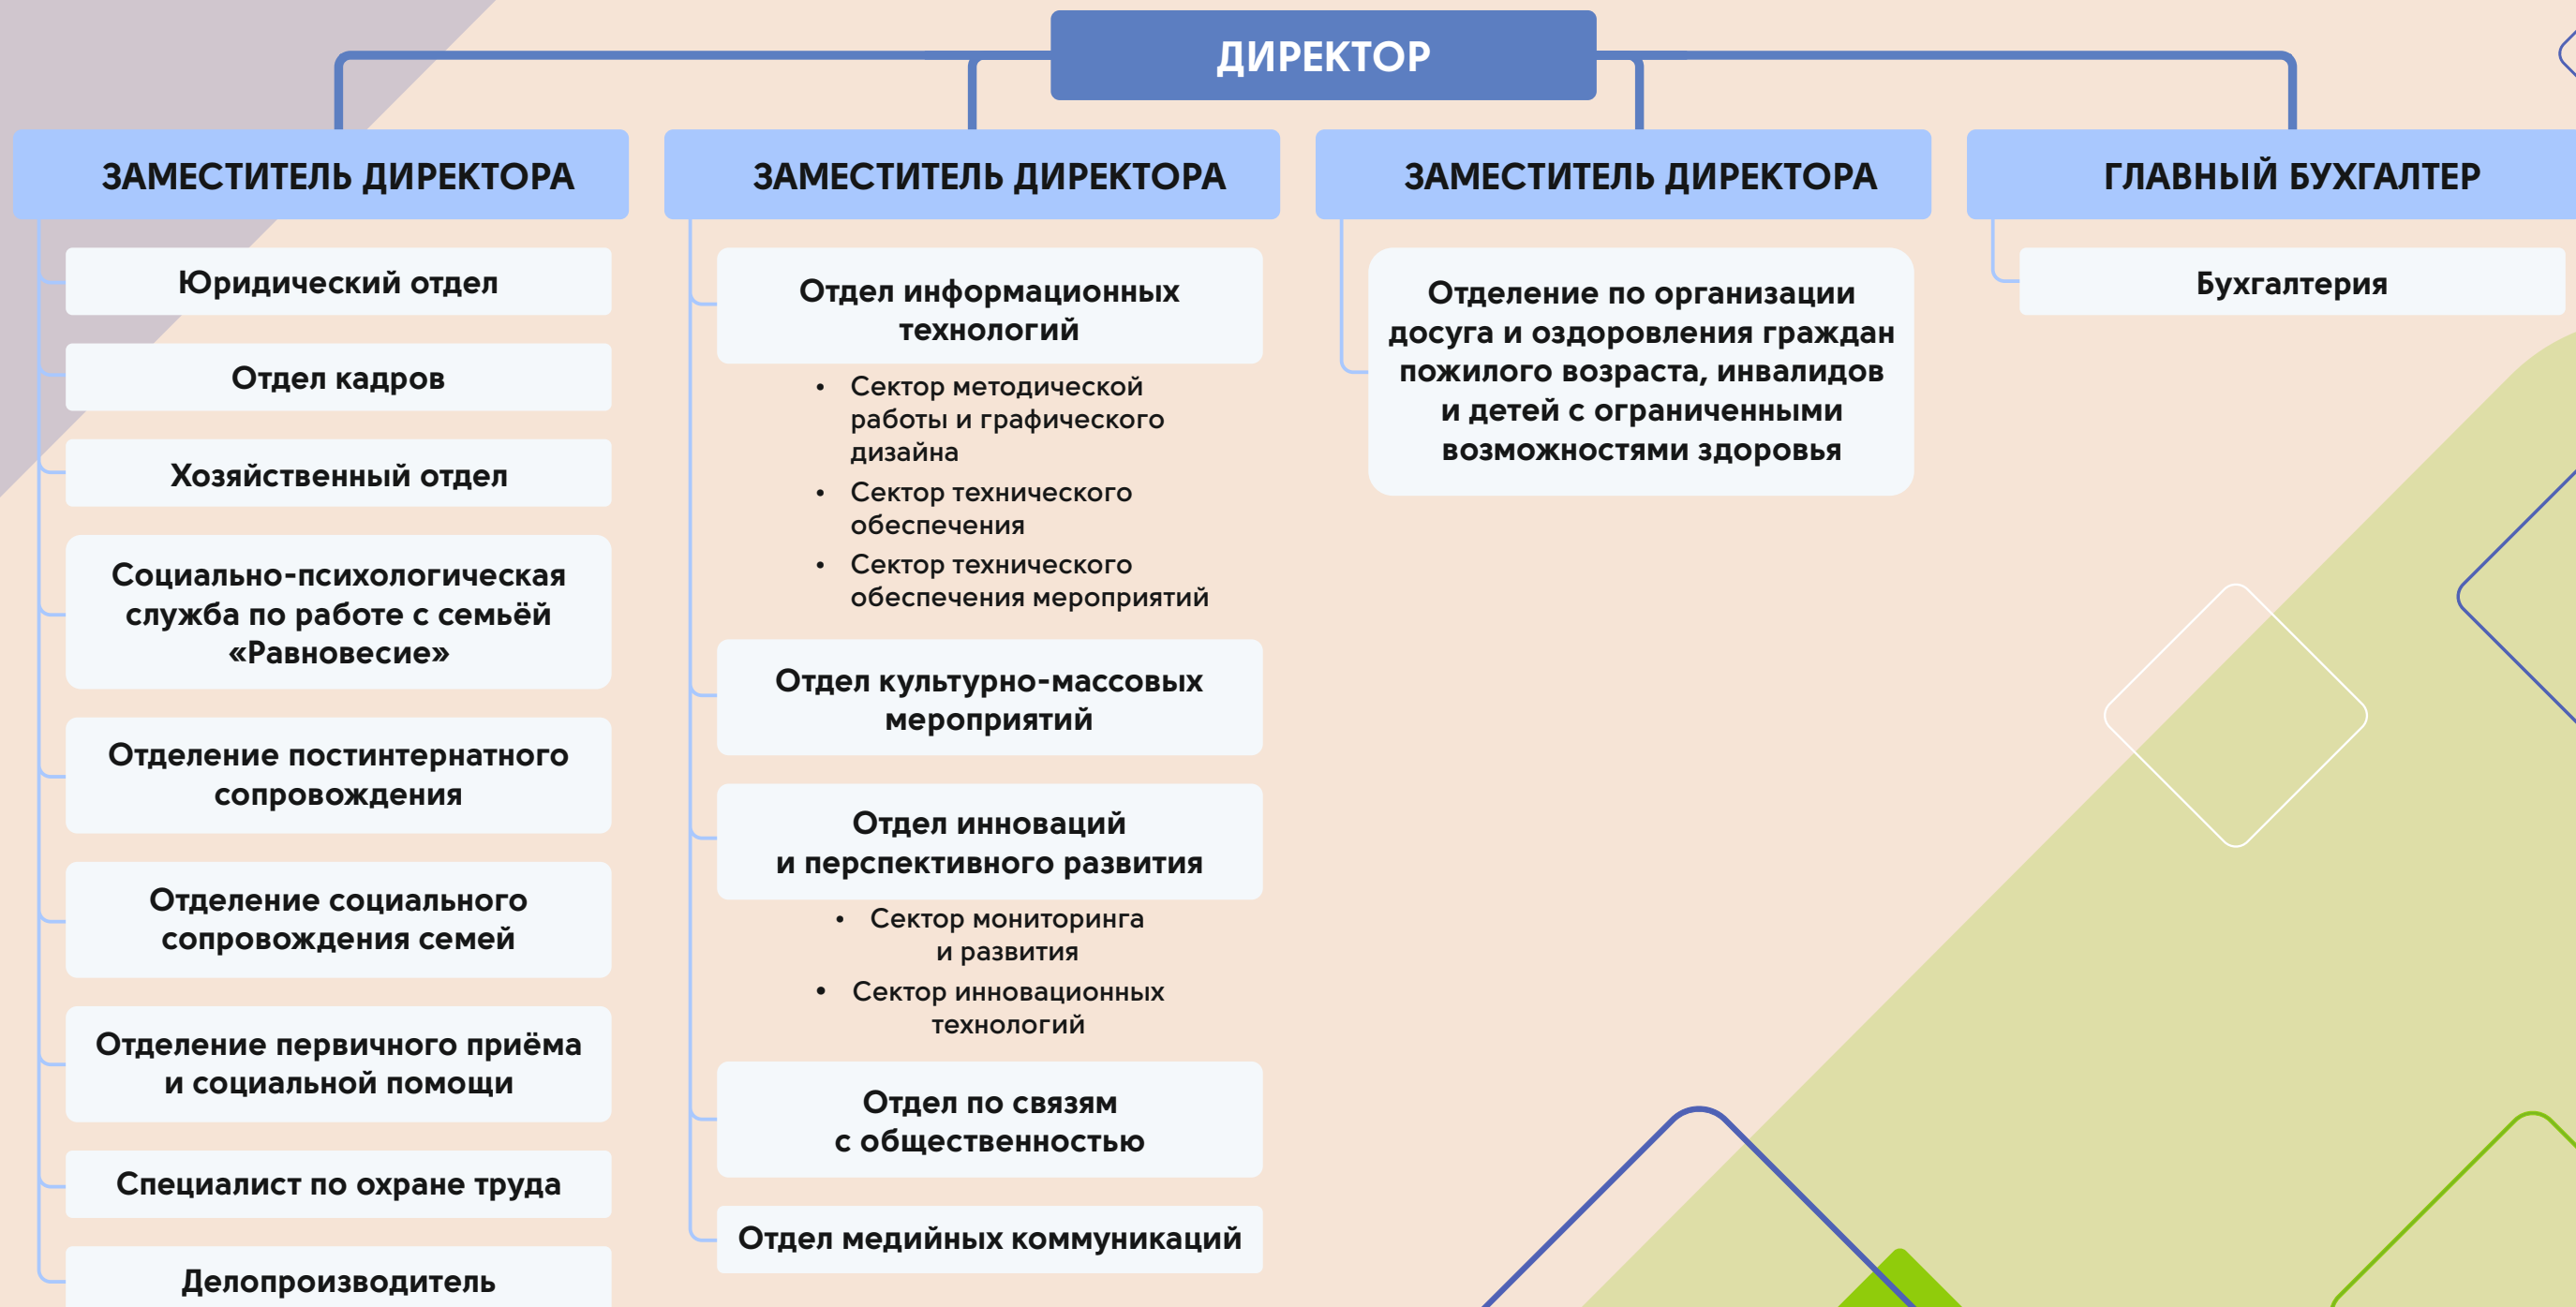 ДИРЕКТОР
ЗАМЕСТИТЕЛЬ ДИРЕКТОРА
Юридический отдел
Отдел кадров
Хозяйственный отдел
Социально-психологическая
служба по работе с семьёй
«Равновесие»
Отделение постинтернатного
сопровождения
Отделение социального
сопровождения семей
Отделение первичного приёма
и социальной помощи
Специалист по охране труда
Делопроизводитель
ЗАМЕСТИТЕЛЬ ДИРЕКТОРА
Отдел информационных
технологий
• Сектор методической
работы и графического
дизайна
• Сектор технического
обеспечения
• Сектор технического
обеспечения мероприятий
Отдел культурно-массовых
мероприятий
Отдел инноваций
и перспективного развития
• Сектор мониторинга
и развития
• Сектор инновационных
технологий
Отдел по связям
с общественностью
Отдел медийных коммуникаций
ЗАМЕСТИТЕЛЬ ДИРЕКТОРА
Отделение по организации
досуга и оздоровления граждан
пожилого возраста, инвалидов
и детей с ограниченными
возможностями здоровья
ГЛАВНЫЙ БУХГАЛТЕР
Бухгалтерия